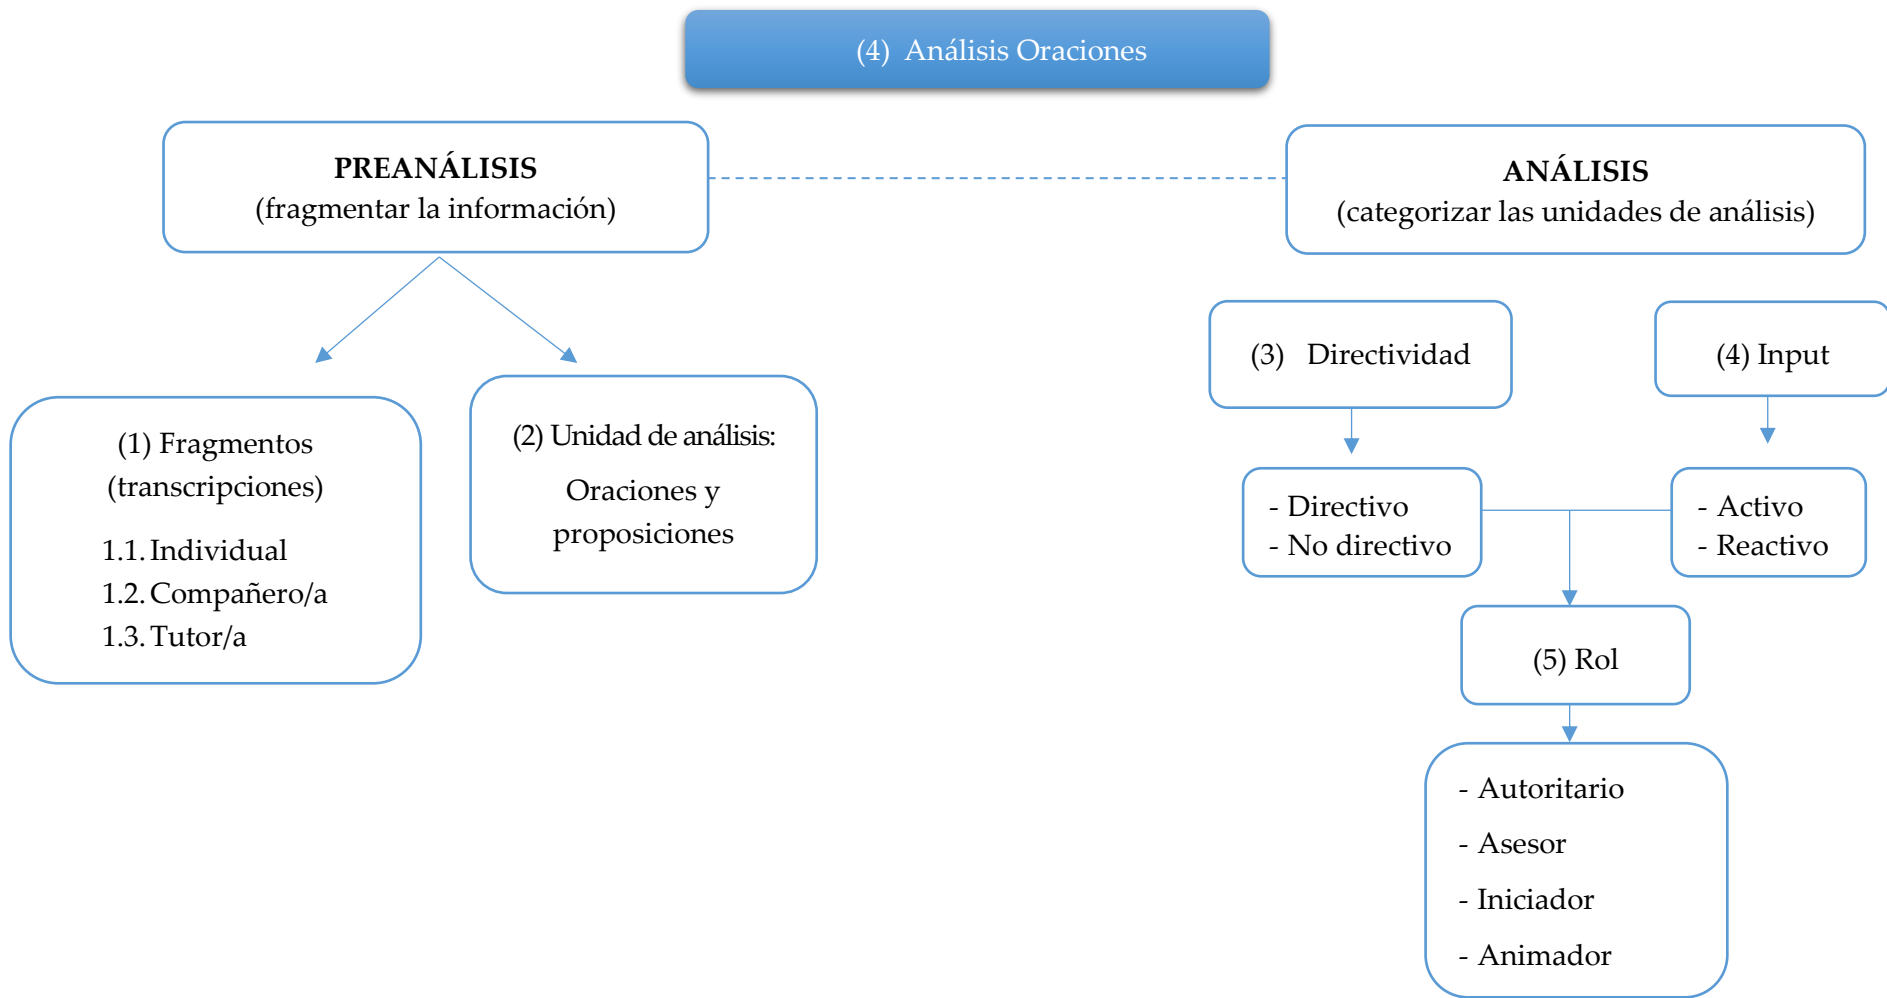 (4) Análisis Oraciones
PREANÁLISIS
(fragmentar la información)
ANÁLISIS
(categorizar las unidades de análisis)
(1) Fragmentos
(transcripciones)
1.1. Individual
1.2. Compañero/a
1.3. Tutor/a
(2) Unidad de análisis:
Oraciones y
proposiciones
(3) Directividad
(4) Input
- Directivo
- No directivo
- Activo
- Reactivo
(5) Rol
- Autoritario
- Asesor
- Iniciador
- Animador